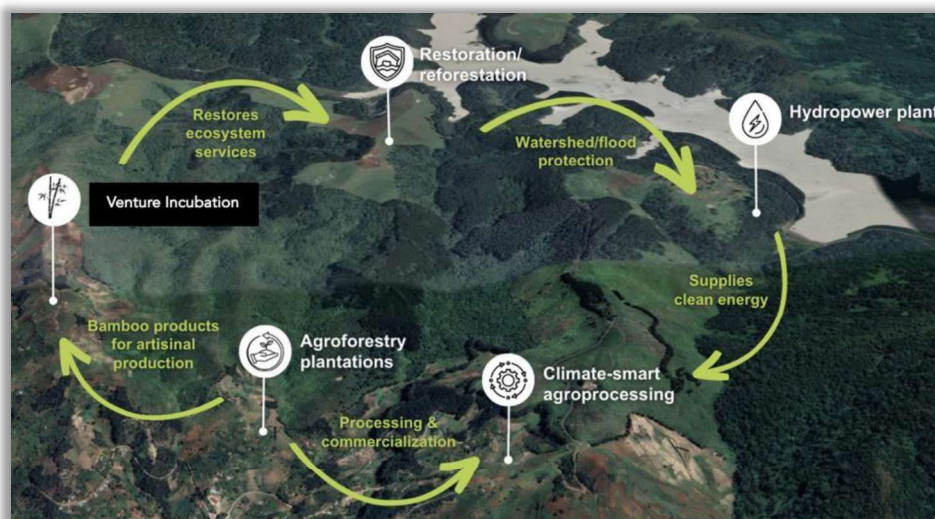 Restoration/
reforestation
Restores
ecosystem
services
Watershed/flood
protection
Hydropower plant
Venture Incubation
Supplies
clean energy
Bamboo products
for artisinal
production
Agroforestry
plantations
Climate-smart
agroprocessing
Processing &
commercialization